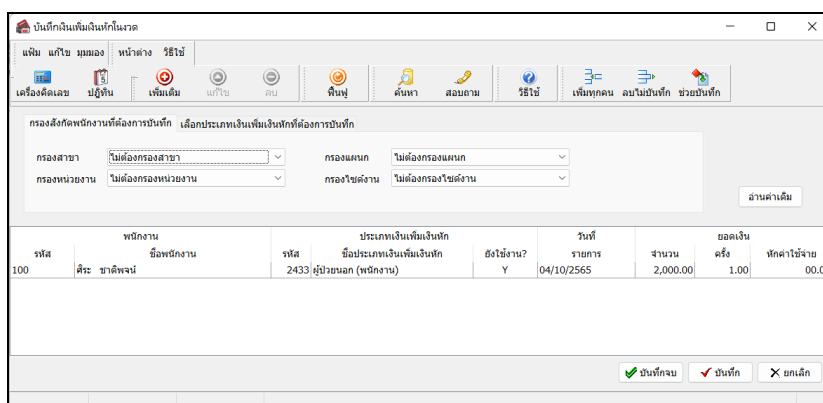 บันทึกเงินเพิ่มเงินหักในงวด
แฟ้ม แก้ไข มุมมอง หน้าต่าง วิธีใช้
เครื่องคิดเลข ปฏิทิน เพิ่มเติม แก้ไข ลบ ฟื้นฟู ค้นหา สอบถาม วิธีใช้ เพิ่มทุกคน ลบไม่บันทึก ช่วยบันทึก
กรองสังกัดพนักงานที่ต้องการบันทึก เลือกประเภทเงินเพิ่มเงินหักที่ต้องการบันทึก
กรองสาขา ไม่ต้องกรองสาขา กรองแผนก ไม่ต้องกรองแผนก
กรองหน่วยงาน ไม่ต้องกรองหน่วยงาน กรองไซด์งาน ไม่ต้องกรองไซด์งาน
อ่านค่าเดิม
พนักงาน ประเภทเงินเพิ่มเงินหัก วันที่ ยอดเงิน
รหัส ชื่อพนักงาน รหัส ชื่อประเภทเงินเพิ่มเงินหัก ยังใช้งาน? รายการ จำนวน ครั้ง หักค่าใช้จ่าย
100 ศิระ ชาติพจน์ 2433 ผู้ป่วยนอก (พนักงาน) Y 04/10/2565 2,000.00 1.00 00.0
บันทึกจบ บันทึก ยกเลิก